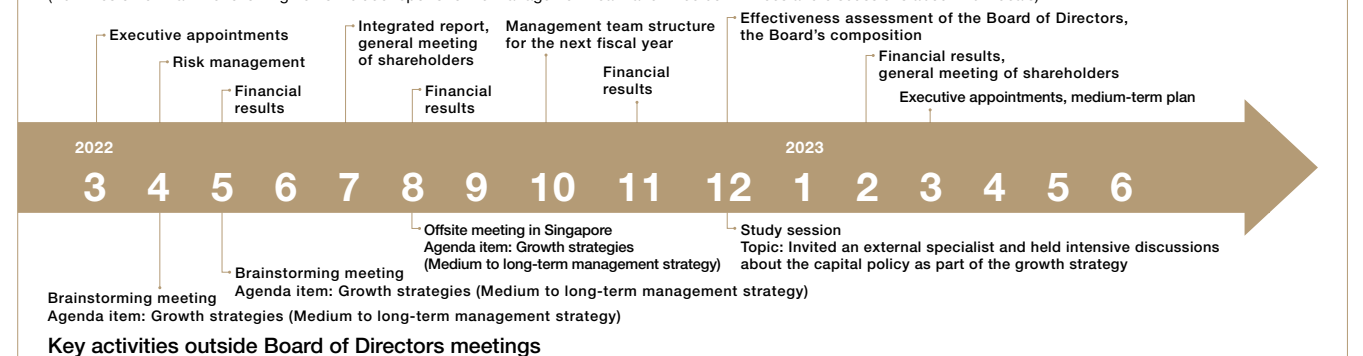 Executive appointments
Risk management
Financial
results
Integrated report,
general meeting
of shareholders
Financial
results
Management team structure
for the next fiscal year
Financial
results
Effectiveness assessment of the Board of Directors,
the Board's composition
Financial results,
general meeting of shareholders
Executive appointments, medium-term plan
2022
2023
3 4 5 6 7 8 9 10 11 12 1 2 3 4 5 6
Offsite meeting in Singapore
Agenda item: Growth strategies
(Medium to long-term management strategy)
Study session
Topic: Invited an external specialist and held intensive discussions
about the capital policy as part of the growth strategy
Brainstorming meeting
Agenda item: Growth strategies (Medium to long-term management strategy)
Brainstorming meeting
Agenda item: Growth strategies (Medium to long-term management strategy)
Key activities outside Board of Directors meetings